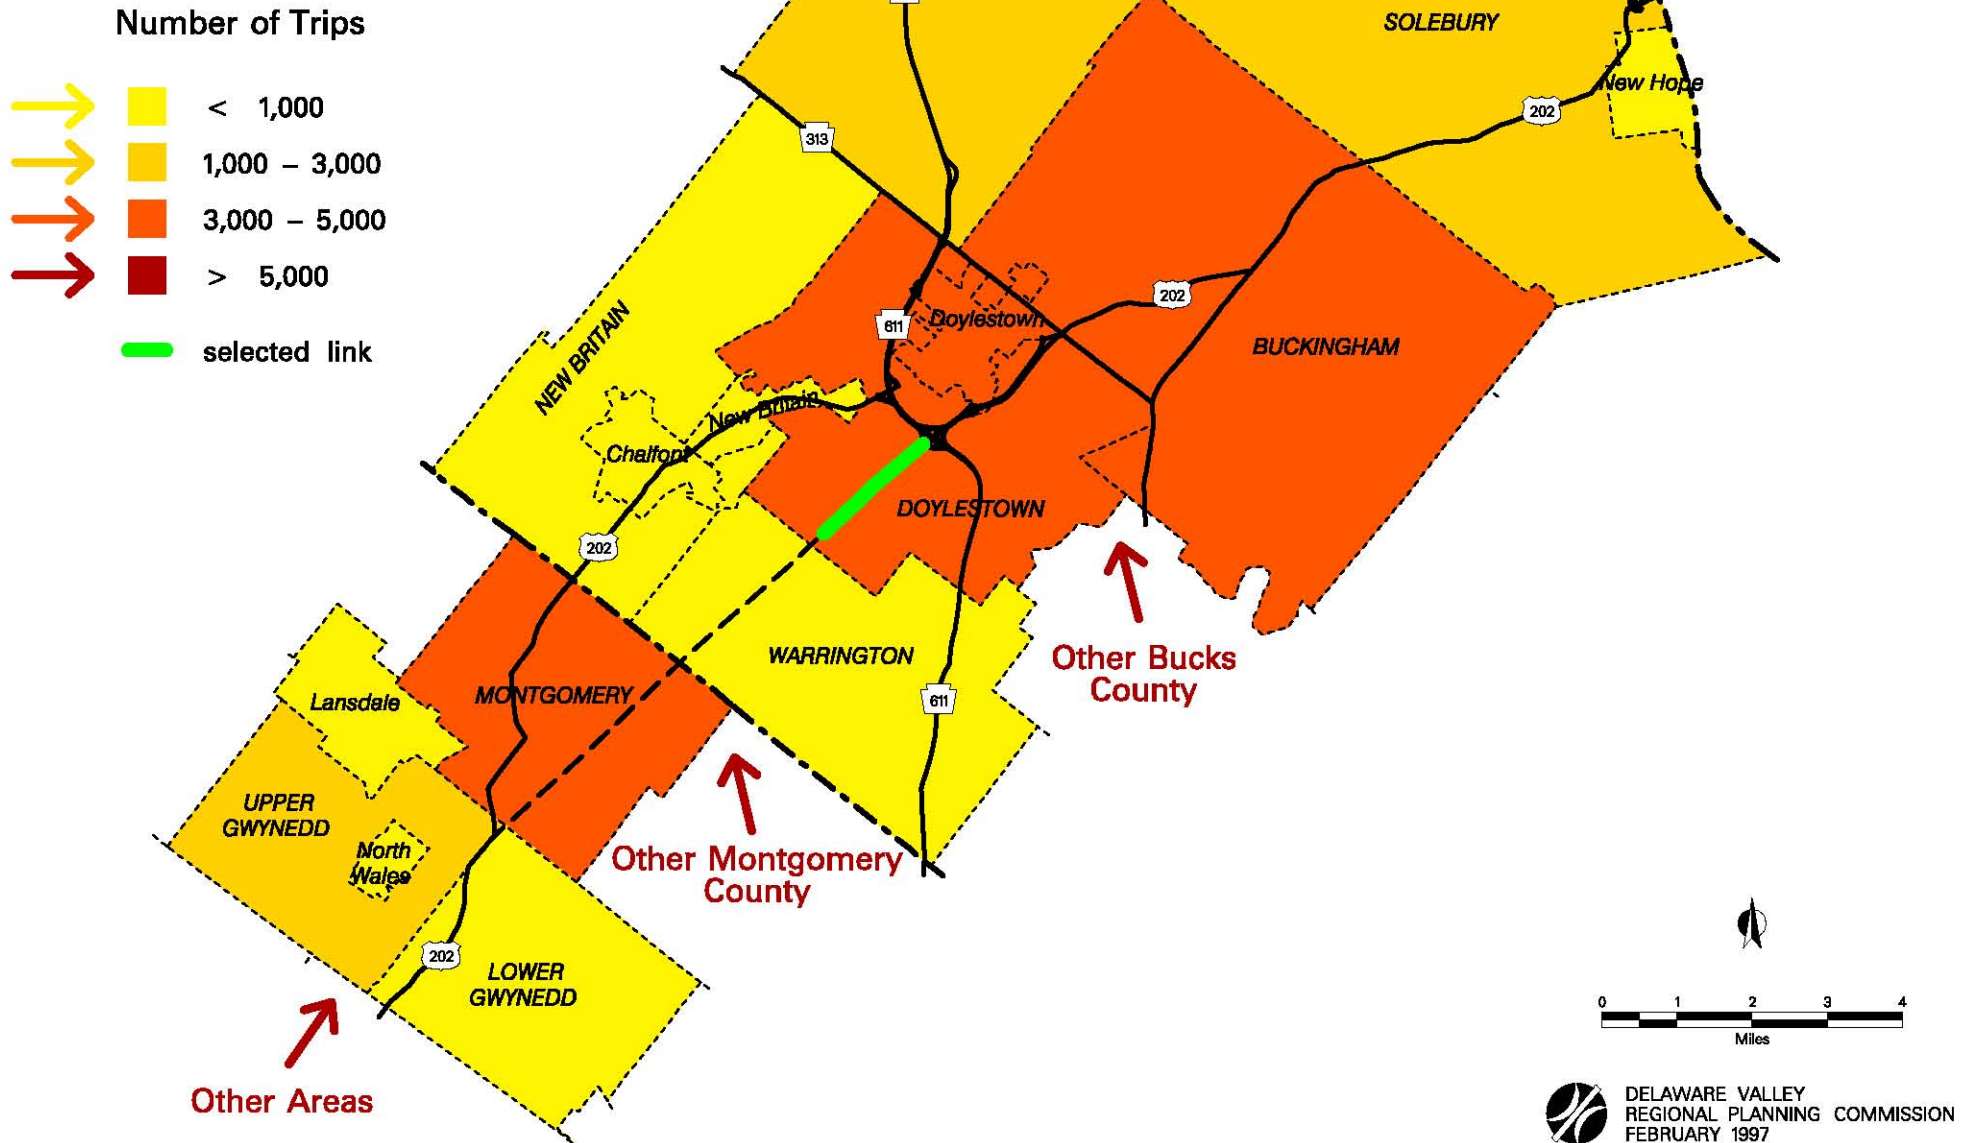 Number of Trips
< 1,000
1,000 – 3,000
3,000 – 5,000
> 5,000
selected link
SOLEBURY
New Hope
202
313
202
611
Doylestown
BUCKINGHAM
NEW BRITAIN
New Britain
Chalfont
DOYLESTOWN
202
WARRINGTON
Other Bucks
County
MONTGOMERY
Lansdale
611
UPPER
GWYNEDD
North
Wales
Other Montgomery
County
202
LOWER
GWYNEDD
Other Areas
0 1 2 3 4
Miles
DELAWARE VALLEY
REGIONAL PLANNING COMMISSION
FEBRUARY 1997